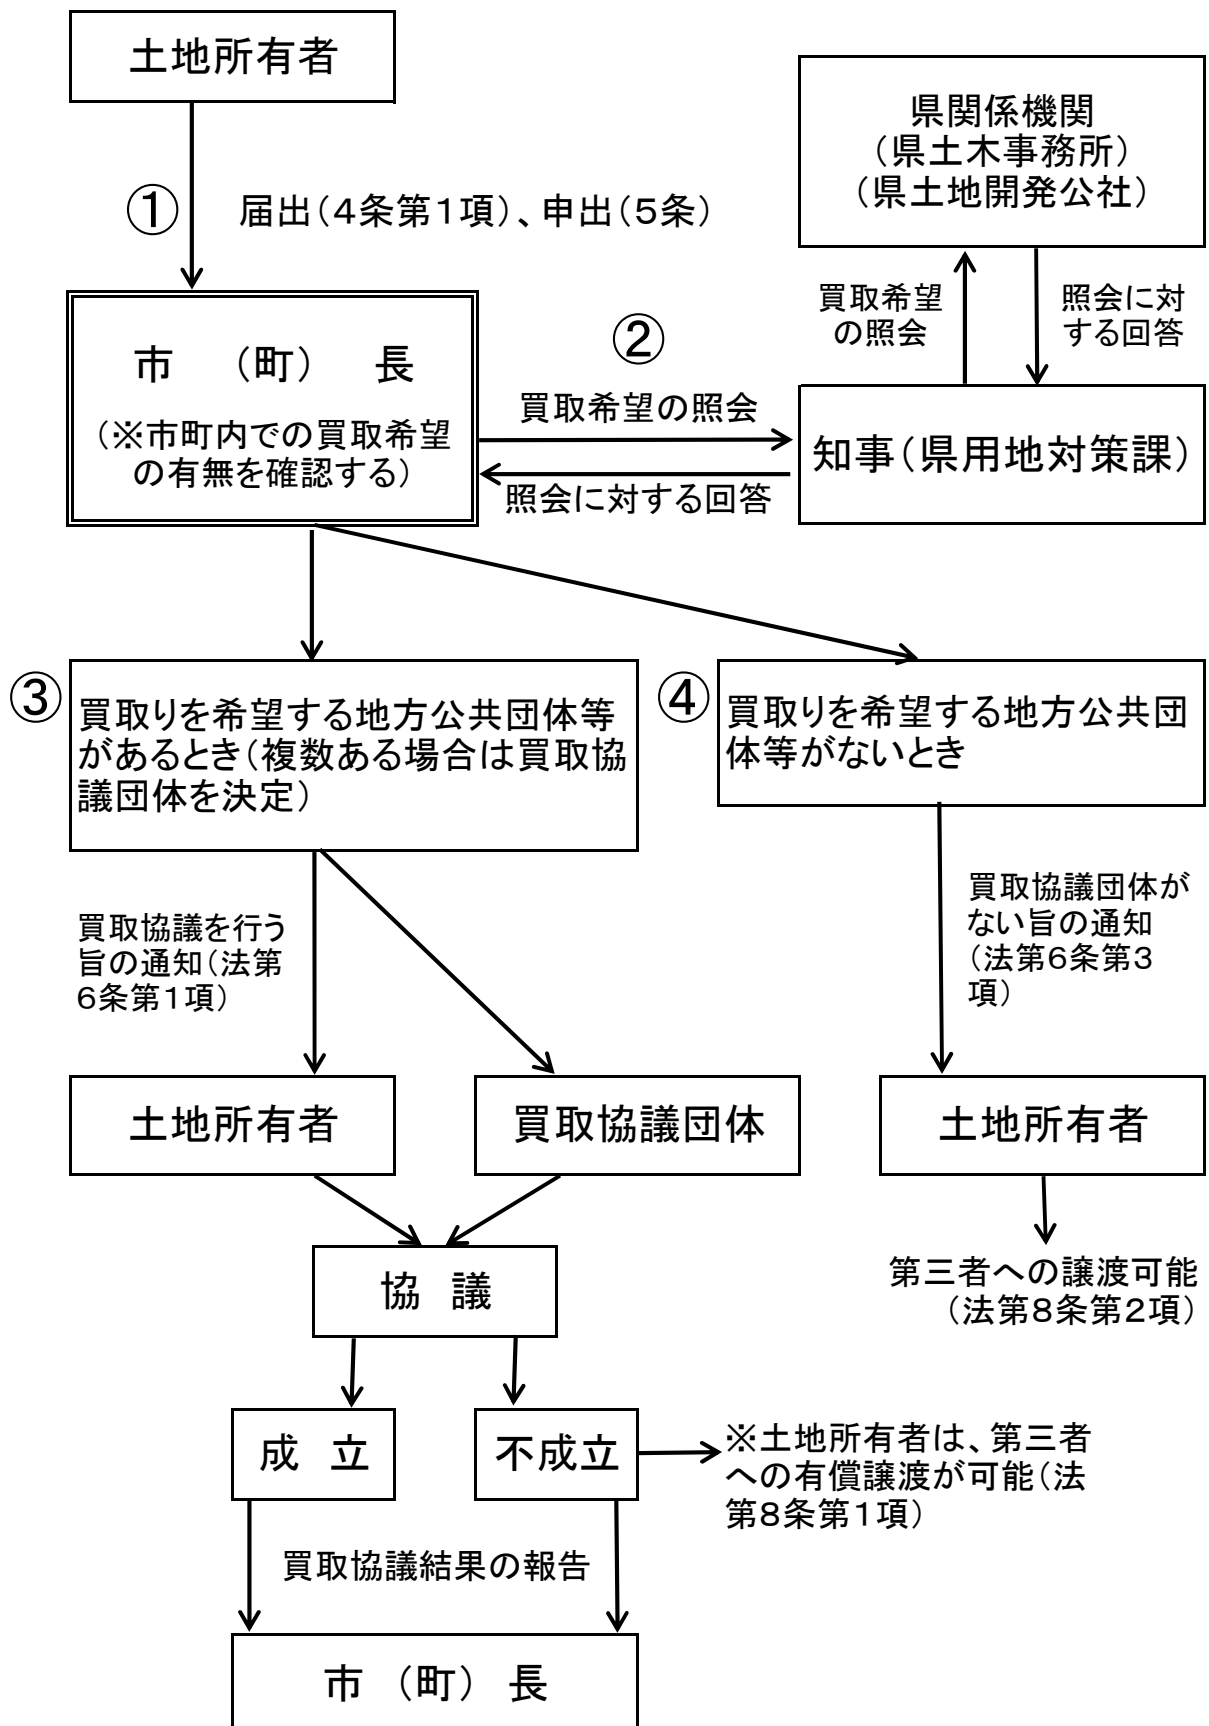 土地所有者
県関係機関
（県土木事務所）
（県土地開発公社）
①
届出（４条第１項）、申出（５条）
買取希望
の照会
照会に対
する回答
市　（町）　長
（※市町内での買取希望
の有無を確認する）
②
買取希望の照会
照会に対する回答
知事（県用地対策課）
③
買取りを希望する地方公共団体等
があるとき（複数ある場合は買取協
議団体を決定）
④
買取りを希望する地方公共団
体等がないとき
買取協議を行う
旨の通知（法第
６条第１項）
買取協議団体が
ない旨の通知
（法第６条第３
項）
土地所有者
買取協議団体
土地所有者
協　議
第三者への譲渡可能
（法第８条第２項）
成　立
不成立
※土地所有者は、第三者
への有償譲渡が可能（法
第８条第１項）
買取協議結果の報告
市　（町）　長